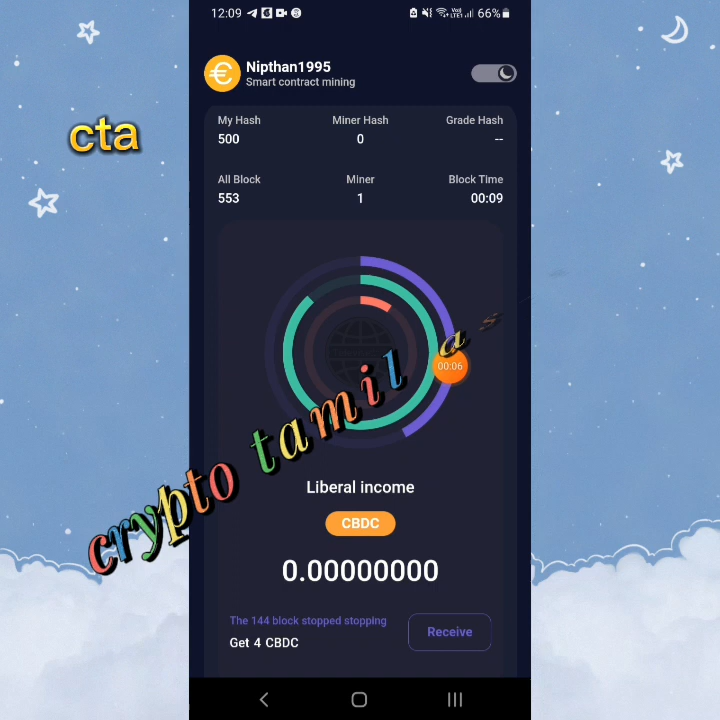 12:09
66%
Nipthan1995
Smart contract mining
My Hash Miner Hash Grade Hash
500 0 --
cta
All Block Miner Block Time
553 1 00:09
00:06
crypto tamil a
Liberal income
CBDC
0.00000000
The 144 block stopped stopping
Get 4 CBDC
Receive